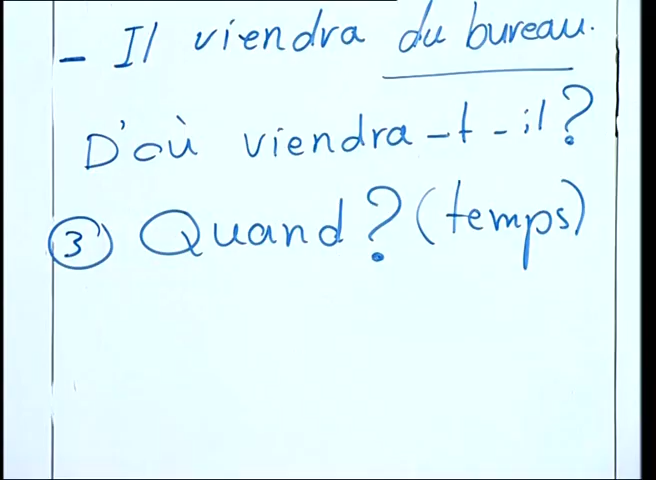 - Il viendra du bureau.
D'où viendra-t-il?
③ Quand? (temps)